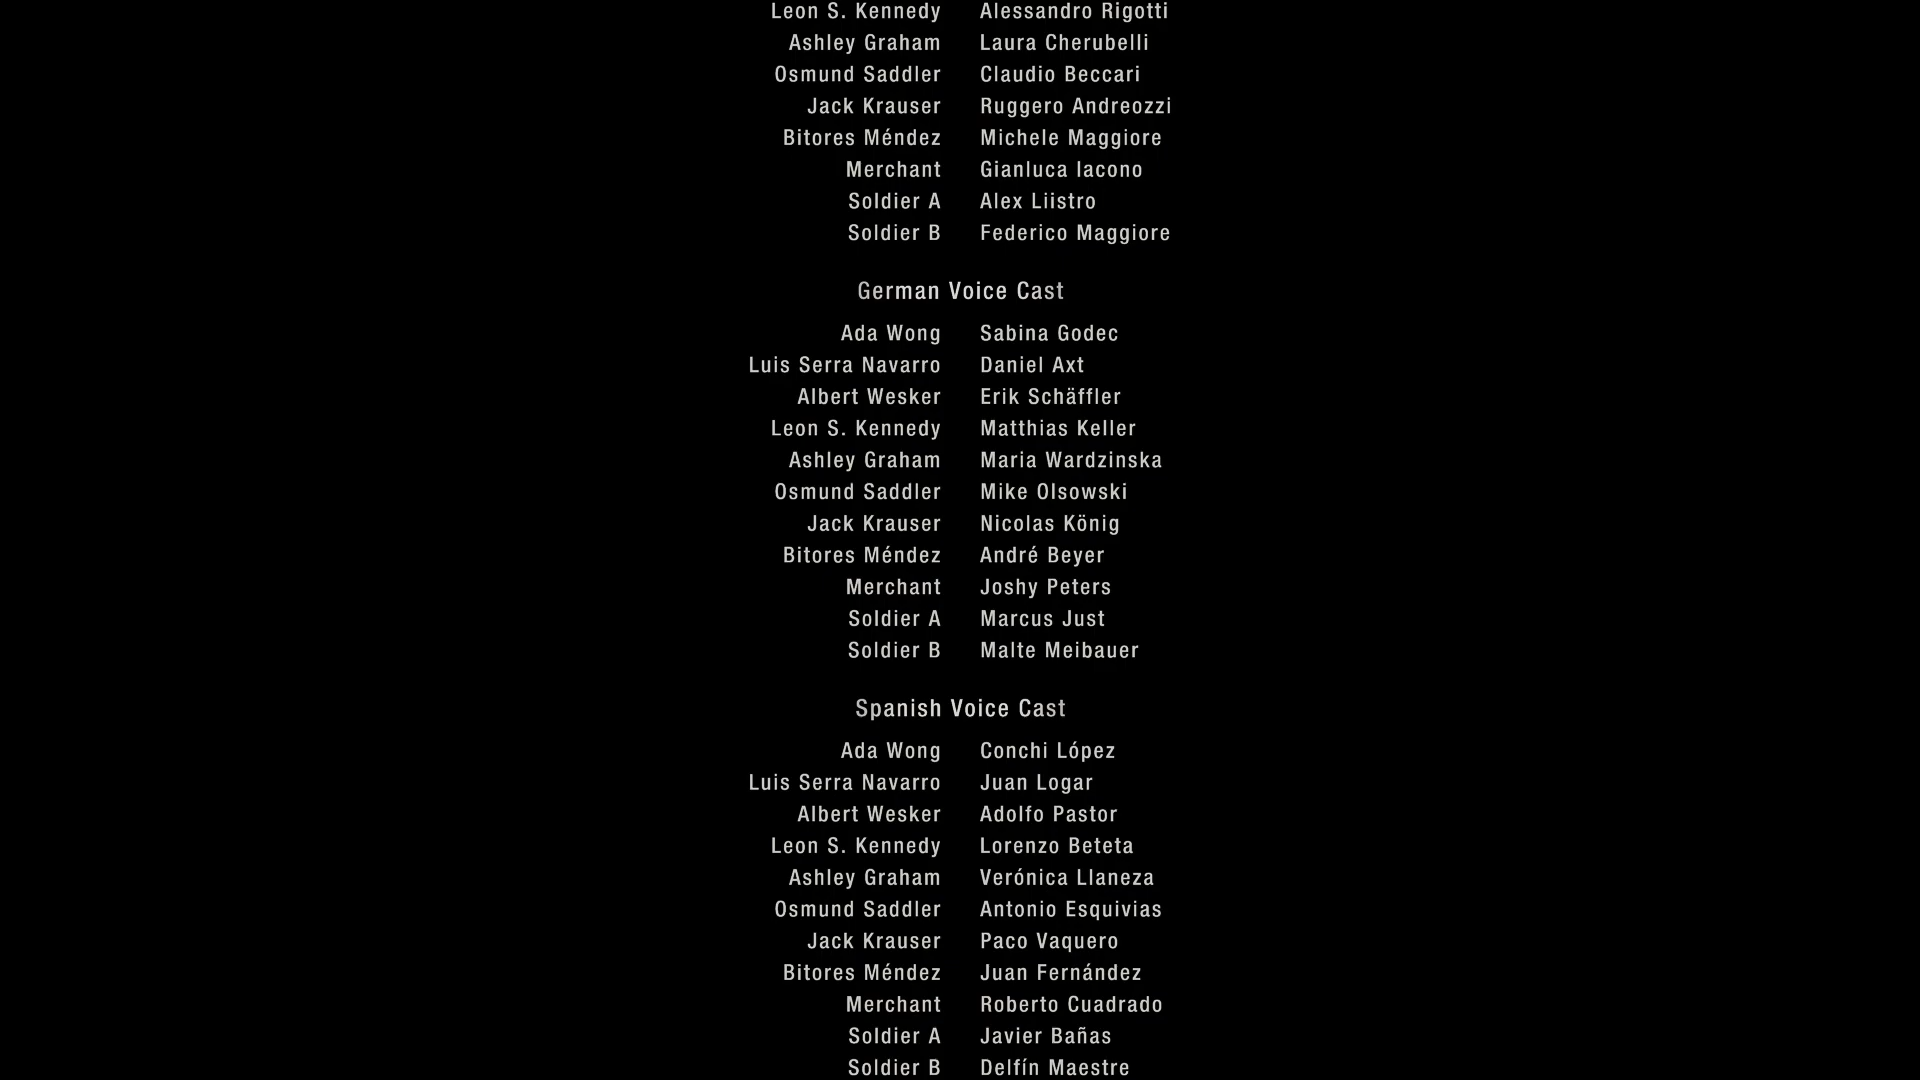 Leon S. Kennedy Alessandro Rigotti
Ashley Graham Laura Cherubelli
Osmund Saddler Claudio Beccari
Jack Krauser Ruggero Andreozzi
Bitores Méndez Michele Maggiore
Merchant Gianluca Iacono
Soldier A Alex Liistro
Soldier B Federico Maggiore
German Voice Cast
Ada Wong Sabina Godec
Luis Serra Navarro Daniel Axt
Albert Wesker Erik Schäffler
Leon S. Kennedy Matthias Keller
Ashley Graham Maria Wardzinska
Osmund Saddler Mike Olsowski
Jack Krauser Nicolas König
Bitores Méndez André Beyer
Merchant Joshy Peters
Soldier A Marcus Just
Soldier B Malte Meibauer
Spanish Voice Cast
Ada Wong Conchi López
Luis Serra Navarro Juan Logar
Albert Wesker Adolfo Pastor
Leon S. Kennedy Lorenzo Beteta
Ashley Graham Verónica Llaneza
Osmund Saddler Antonio Esquivias
Jack Krauser Paco Vaquero
Bitores Méndez Juan Fernández
Merchant Roberto Cuadrado
Soldier A Javier Bañas
Soldier B Delfín Maestre